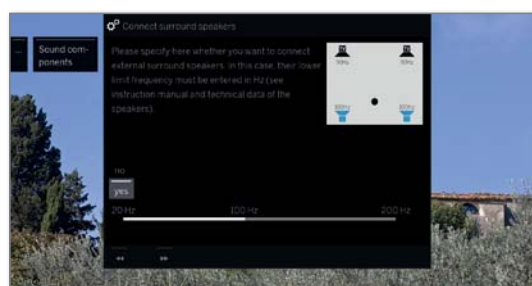 Connect surround speakers
...
Sound com-
ponents
Please specify here whether you want to connect
external surround speakers. In this case, their lower
limit frequency must be entered in Hz (see
instruction manual and technical data of the
speakers).
100Hz
100Hz
no
yes
20 Hz
100 Hz
200 Hz